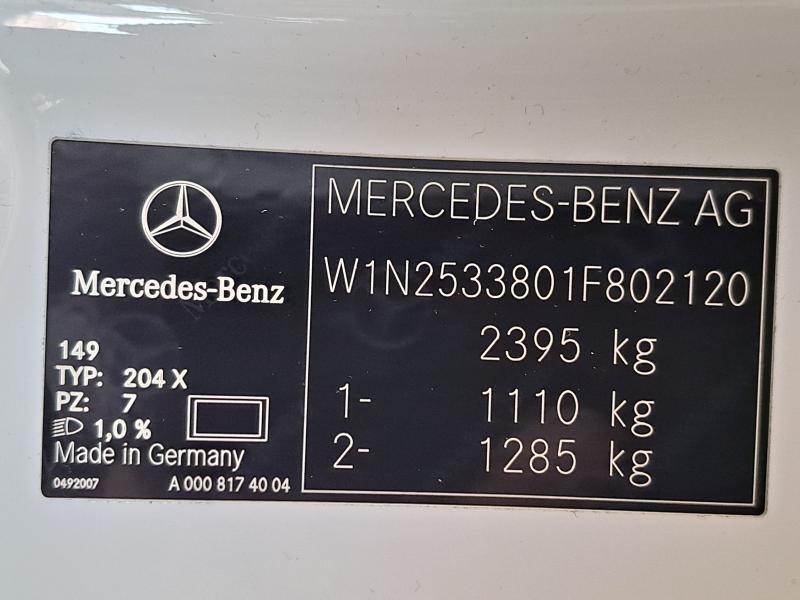 Mercedes-Benz
149
TYP: 204 X
PZ: 7
1,0 %
Made in Germany
0492007 A 000 817 40 04
MERCEDES-BENZ AG
W1N2533801F802120
2395 kg
1- 1110 kg
2- 1285 kg